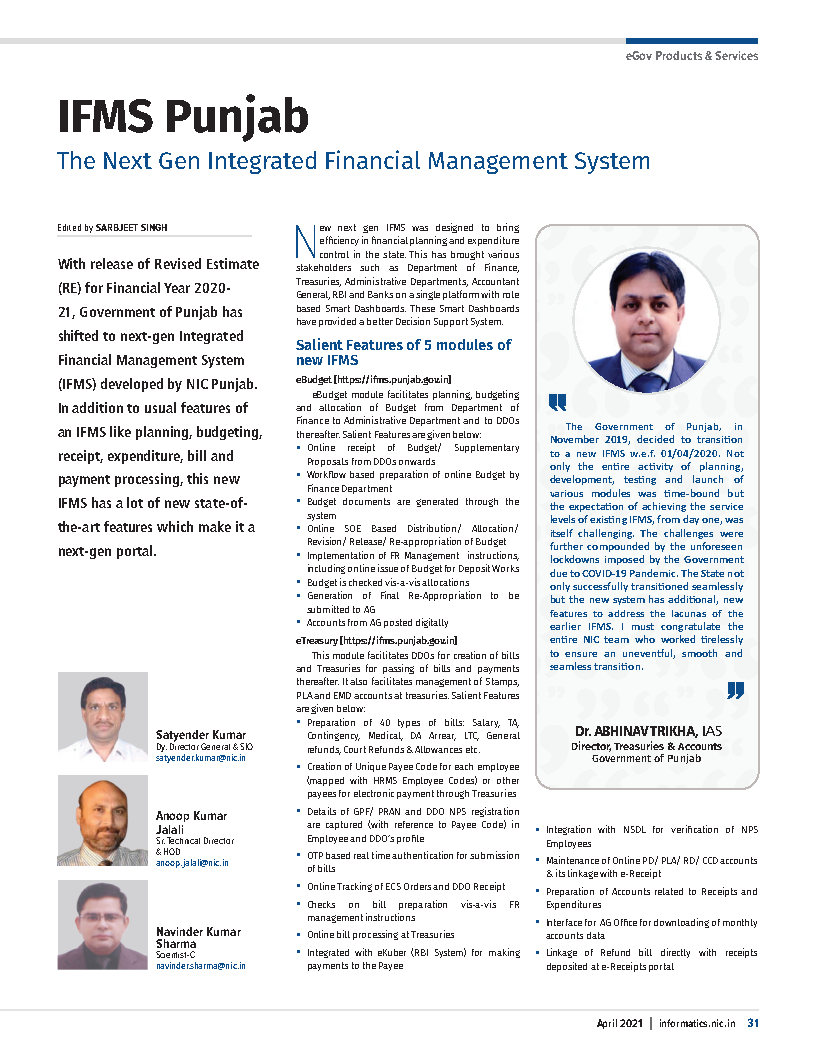 eGov Products & Services
IFMS Punjab
The Next Gen Integrated Financial Management System
Edited by SARBJEET SINGH
With release of Revised Estimate
(RE) for Financial Year 2020-
21, Government of Punjab has
shifted to next-gen Integrated
Financial Management System
(IFMS) developed by NIC Punjab.
In addition to usual features of
an IFMS like planning, budgeting,
receipt, expenditure, bill and
payment processing, this new
IFMS has a lot of new state-of-
the-art features which make it a
next-gen portal.
Satyender Kumar
Dy. Director General & SIO
satyender.kumar@nic.in
Anoop Kumar
Jalali
Sr. Technical Director
& HOD
anoop.jalali@nic.in
Navinder Kumar
Sharma
Scientist-C
navinder.sharma@nic.in
New next gen IFMS was designed to bring
efficiency in financial planning and expenditure
control in the state. This has brought various
stakeholders such as Department of Finance,
Treasuries, Administrative Departments, Accountant
General, RBI and Banks on a single platform with role
based Smart Dashboards. These Smart Dashboards
have provided a better Decision Support System.
Salient Features of 5 modules of
new IFMS
eBudget [https://ifms.punjab.gov.in]
eBudget module facilitates planning, budgeting
and allocation of Budget from Department of
Finance to Administrative Department and to DDOs
thereafter. Salient Features are given below:
• Online receipt of Budget/ Supplementary
Proposals from DDOs onwards
• Workflow based preparation of online Budget by
Finance Department
• Budget documents are generated through the
system
• Online SOE Based Distribution/ Allocation/
Revision/ Release/ Re-appropriation of Budget
• Implementation of FR Management instructions,
including online issue of Budget for Deposit Works
• Budget is checked vis-a-vis allocations
• Generation of Final Re-Appropriation to be
submitted to AG
• Accounts from AG posted digitally
eTreasury [https://ifms.punjab.gov.in]
This module facilitates DDOs for creation of bills
and Treasuries for passing of bills and payments
thereafter. It also facilitates management of Stamps,
PLA and EMD accounts at treasuries. Salient Features
are given below:
• Preparation of 40 types of bills: Salary, TA,
Contingency, Medical, DA Arrear, LTC, General
refunds, Court Refunds & Allowances etc.
• Creation of Unique Payee Code for each employee
(mapped with HRMS Employee Codes) or other
payees for electronic payment through Treasuries
• Details of GPF/ PRAN and DDO NPS registration
are captured (with reference to Payee Code) in
Employee and DDO's profile
• OTP based real time authentication for submission
of bills
• Online Tracking of ECS Orders and DDO Receipt
• Checks on bill preparation vis-a-vis FR
management instructions
• Online bill processing at Treasuries
• Integrated with eKuber (RBI System) for making
payments to the Payee
The Government of Punjab, in
November 2019, decided to transition
to a new IFMS w.e.f. 01/04/2020. Not
only the entire activity of planning,
development, testing and launch of
various modules was time-bound but
the expectation of achieving the service
levels of existing IFMS, from day one, was
itself challenging. The challenges were
further compounded by the unforeseen
lockdowns imposed by the Government
due to COVID-19 Pandemic. The State not
only successfully transitioned seamlessly
but the new system has additional, new
features to address the lacunas of the
earlier IFMS. I must congratulate the
entire NIC team who worked tirelessly
to ensure an uneventful, smooth and
seamless transition.
Dr. ABHINAV TRIKHA, IAS
Director, Treasuries & Accounts
Government of Punjab
• Integration with NSDL for verification of NPS
Employees
• Maintenance of Online PD/ PLA/ RD/ CCD accounts
& its linkage with e-Receipt
• Preparation of Accounts related to Receipts and
Expenditures
• Interface for AG Office for downloading of monthly
accounts data
• Linkage of Refund bill directly with receipts
deposited at e-Receipts portal
April 2021 | informatics.nic.in 31